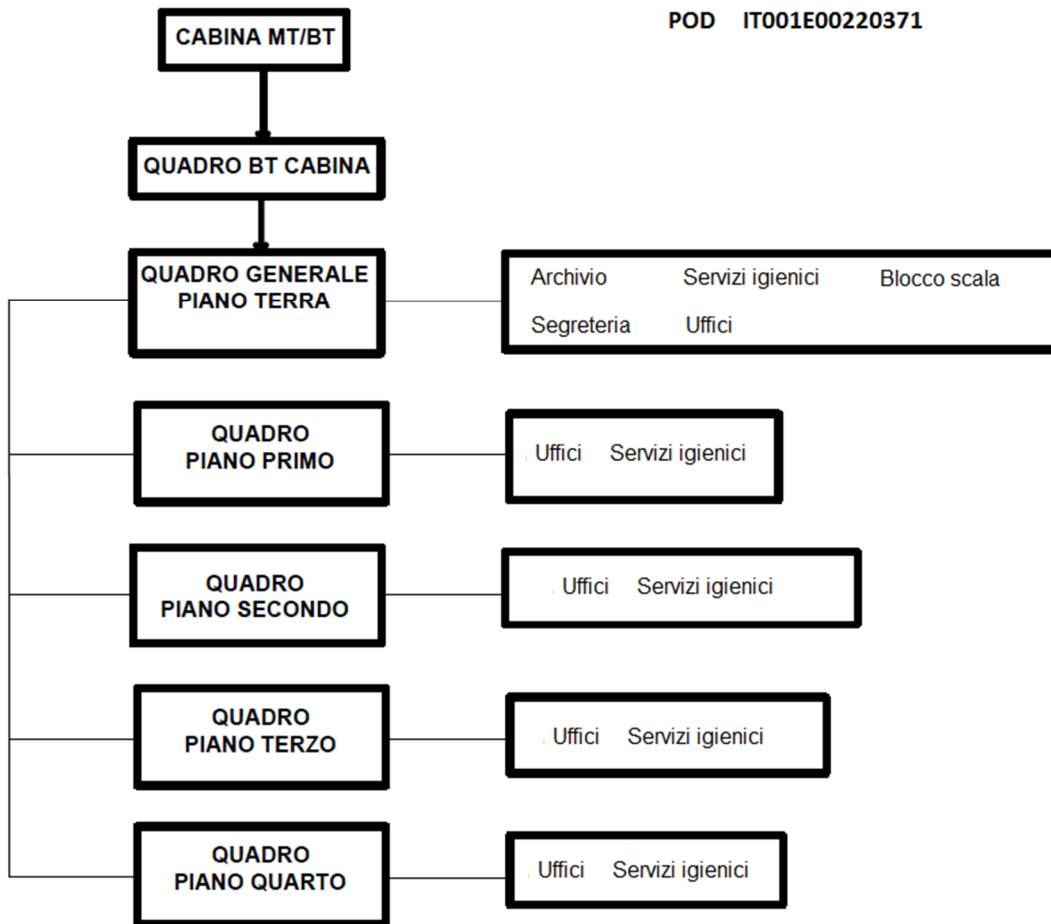 POD IT001E00220371
CABINA MT/BT
QUADRO BT CABINA
QUADRO GENERALE
PIANO TERRA
Archivio Servizi igienici Blocco scala
Segreteria Uffici
QUADRO
PIANO PRIMO
Uffici Servizi igienici
QUADRO
PIANO SECONDO
Uffici Servizi igienici
QUADRO
PIANO TERZO
Uffici Servizi igienici
QUADRO
PIANO QUARTO
Uffici Servizi igienici